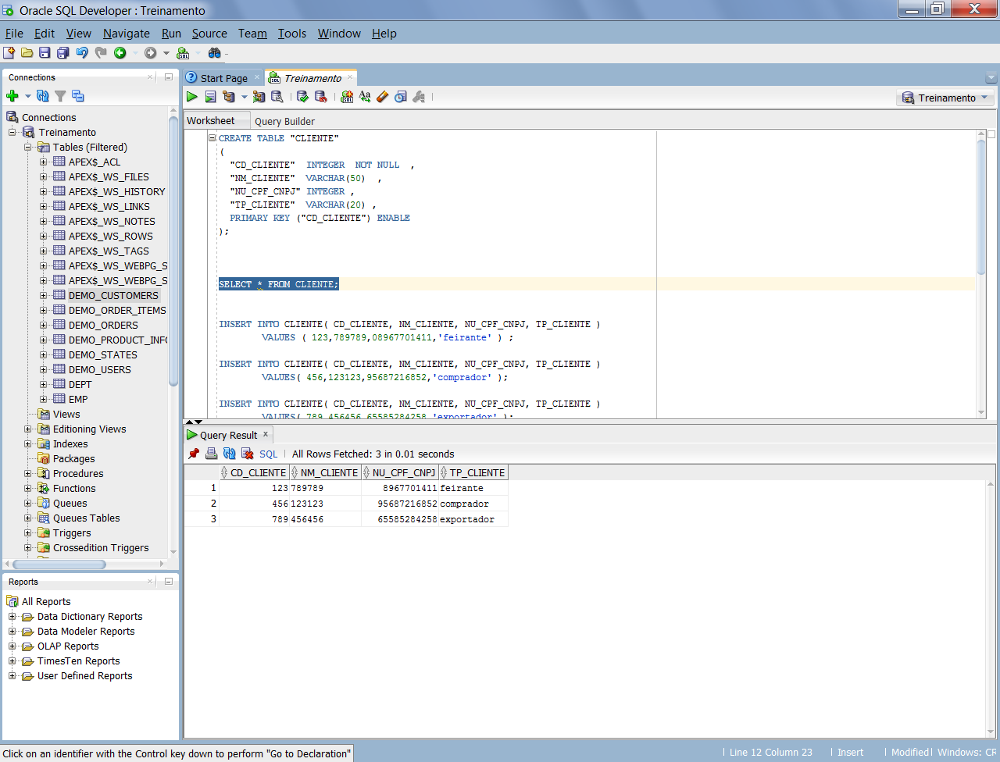 Oracle SQL Developer : Treinamento
File Edit View Navigate Run Source Team Tools Window Help
Connections
Connections
Treinamento
Tables (Filtered)
APEX$_ACL
APEX$_WS_FILES
APEX$_WS_HISTORY
APEX$_WS_LINKS
APEX$_WS_NOTES
APEX$_WS_ROWS
APEX$_WS_TAGS
APEX$_WS_WEBPG_S
APEX$_WS_WEBPG_S
DEMO_CUSTOMERS
DEMO_ORDER_ITEMS
DEMO_ORDERS
DEMO_PRODUCT_INFO
DEMO_STATES
DEMO_USERS
DEPT
EMP
Views
Editioning Views
Indexes
Packages
Procedures
Functions
Queues
Queues Tables
Triggers
Crossedition Triggers
Reports
All Reports
Data Dictionary Reports
Data Modeler Reports
OLAP Reports
TimesTen Reports
User Defined Reports
Start Page Treinamento
Treinamento
Worksheet Query Builder
CREATE TABLE "CLIENTE"
(
"CD_CLIENTE" INTEGER NOT NULL ,
"NM_CLIENTE" VARCHAR(50) ,
"NU_CPF_CNPJ" INTEGER ,
"TP_CLIENTE" VARCHAR(20) ,
PRIMARY KEY ("CD_CLIENTE") ENABLE
);
SELECT * FROM CLIENTE;
INSERT INTO CLIENTE( CD_CLIENTE, NM_CLIENTE, NU_CPF_CNPJ, TP_CLIENTE )
VALUES ( 123,789789,08967701411,'feirante' ) ;
INSERT INTO CLIENTE( CD_CLIENTE, NM_CLIENTE, NU_CPF_CNPJ, TP_CLIENTE )
VALUES( 456,123123,95687216852,'comprador' );
INSERT INTO CLIENTE( CD_CLIENTE, NM_CLIENTE, NU_CPF_CNPJ, TP_CLIENTE )
VALUES( 789,456456,65585284258,'exportador' );
Query Result
SQL All Rows Fetched: 3 in 0.01 seconds
CD_CLIENTE NM_CLIENTE NU_CPF_CNPJ TP_CLIENTE
1 123 789789 8967701411 feirante
2 456 123123 95687216852 comprador
3 789 456456 65585284258 exportador
Click on an identifier with the Control key down to perform "Go to Declaration"
Line 12 Column 23 Insert Modified Windows: CR